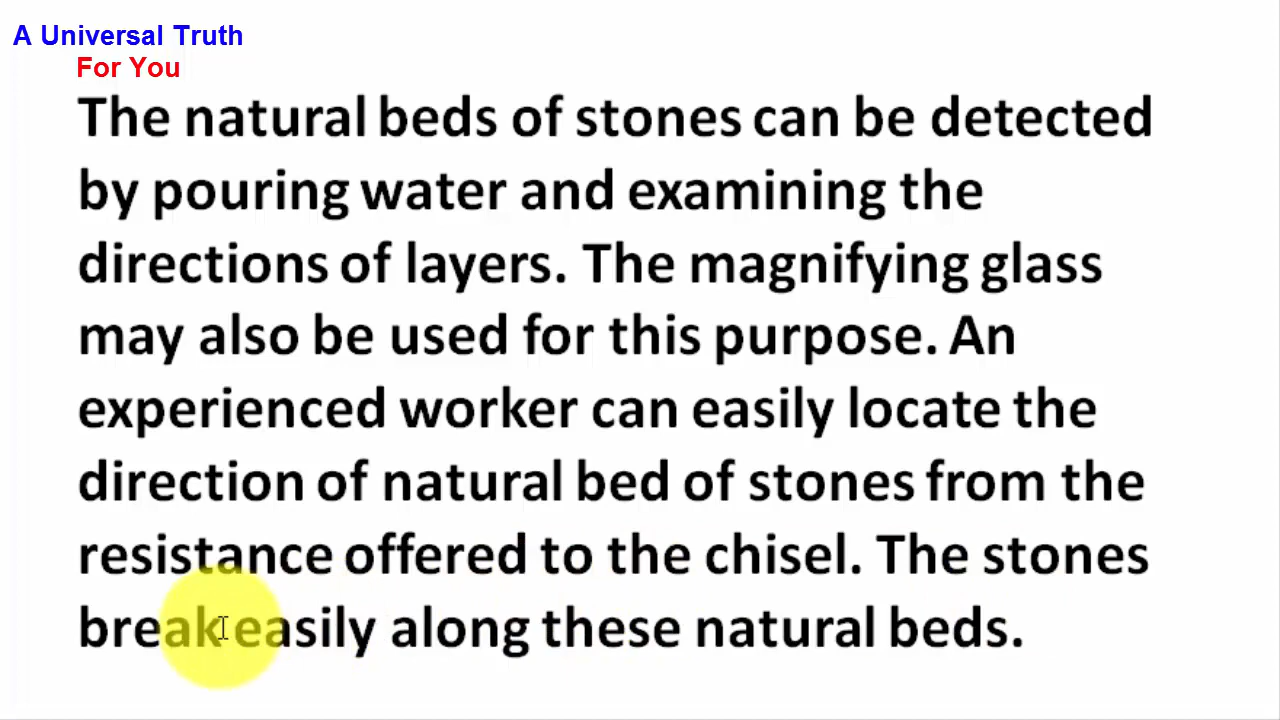 A Universal Truth
For You
The natural beds of stones can be detected
by pouring water and examining the
directions of layers. The magnifying glass
may also be used for this purpose. An
experienced worker can easily locate the
direction of natural bed of stones from the
resistance offered to the chisel. The stones
break easily along these natural beds.